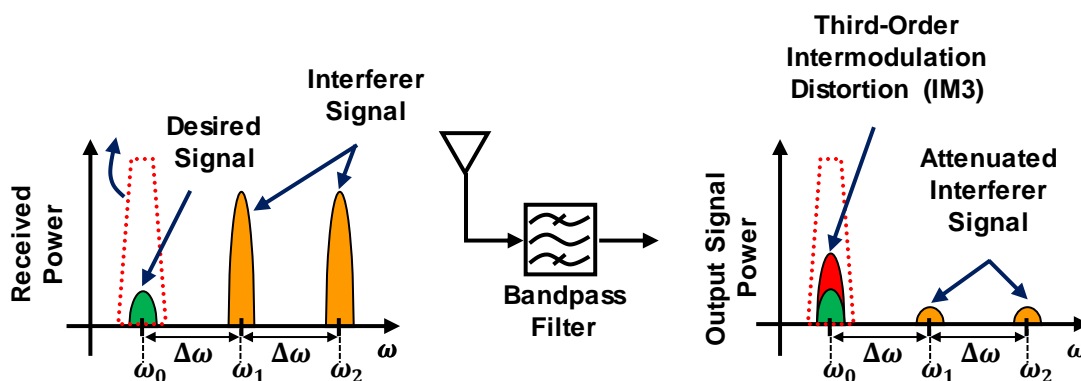 Received
Power
Desired
Signal
Interferer
Signal
Δω
Δω
ω
ω₀
ω₁
ω₂
Bandpass
Filter
Third-Order
Intermodulation
Distortion (IM3)
Attenuated
Interferer
Signal
Output Signal
Power
Δω
Δω
ω
ω₀
ω₁
ω₂